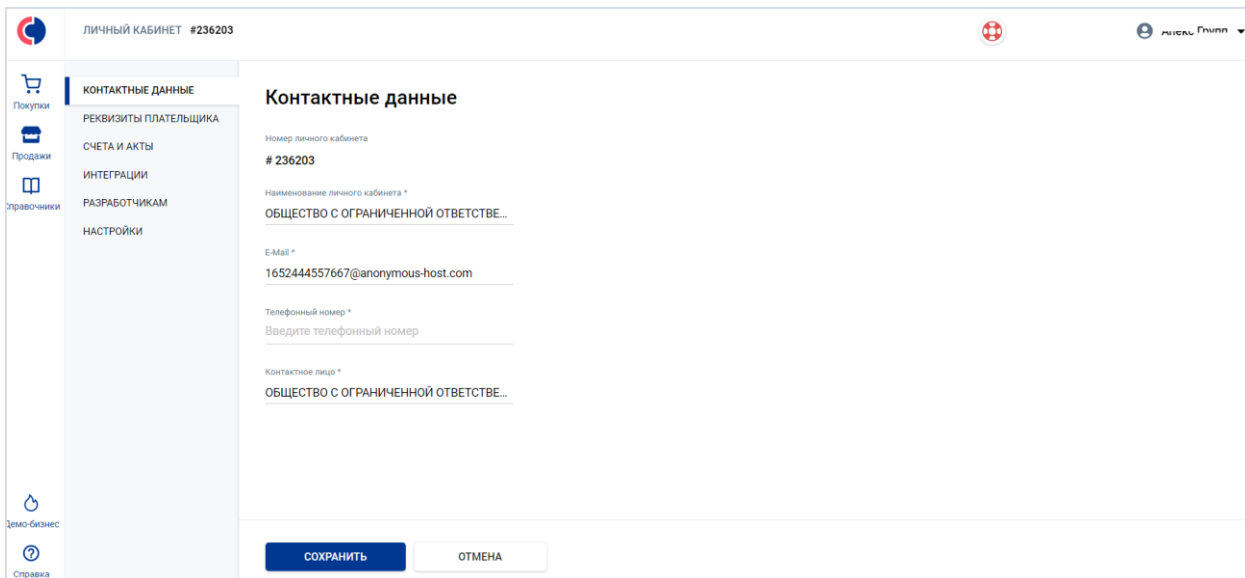 ЛИЧНЫЙ КАБИНЕТ #236203
Покупки
Продажи
Справочники
Демо-бизнес
Справка
КОНТАКТНЫЕ ДАННЫЕ
РЕКВИЗИТЫ ПЛАТЕЛЬЩИКА
СЧЕТА И АКТЫ
ИНТЕГРАЦИИ
РАЗРАБОТЧИКАМ
НАСТРОЙКИ
Контактные данные
Номер личного кабинета
# 236203
Наименование личного кабинета *
ОБЩЕСТВО С ОГРАНИЧЕННОЙ ОТВЕТСТВЕ...
E-Mail *
1652444557667@anonymous-host.com
Телефонный номер *
Введите телефонный номер
Контактное лицо *
ОБЩЕСТВО С ОГРАНИЧЕННОЙ ОТВЕТСТВЕ...
СОХРАНИТЬ
ОТМЕНА